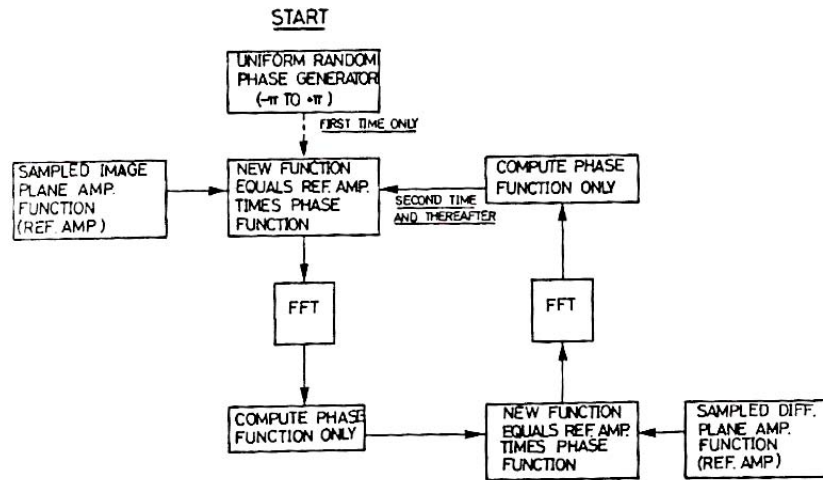 START
UNIFORM RANDOM
PHASE GENERATOR
(-π TO +π)
FIRST TIME ONLY
SAMPLED IMAGE
PLANE AMP.
FUNCTION
(REF. AMP)
NEW FUNCTION
EQUALS REF. AMP.
TIMES PHASE
FUNCTION
COMPUTE PHASE
FUNCTION ONLY
SECOND TIME
AND THEREAFTER
FFT
FFT
COMPUTE PHASE
FUNCTION ONLY
NEW FUNCTION
EQUALS REF. AMP.
TIMES PHASE
FUNCTION
SAMPLED DIFF.
PLANE AMP.
FUNCTION
(REF. AMP)